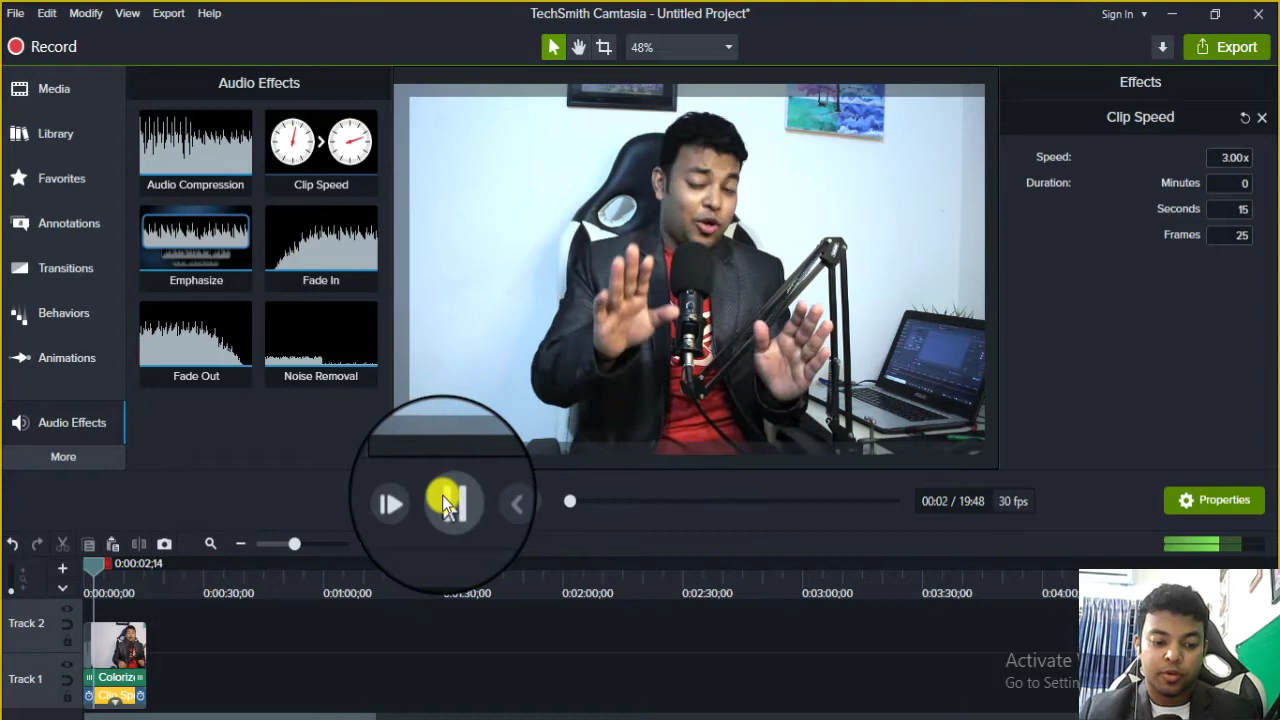 File Edit Modify View Share Export Help
TechSmith Camtasia - Untitled Project*
Sign In
Record
48%
Export
Media
Library
Favorites
Annotations
Transitions
Behaviors
Animations
Audio Effects
More
Audio Effects
Audio Compression
Clip Speed
Emphasize
Fade In
Fade Out
Noise Removal
Effects
Clip Speed
Speed: 3.00x
Duration: Minutes 0
Seconds 15
Frames 25
00:02 / 19:48 30 fps
Properties
0:00:02;14
0:00:00;00 0:00:30;00 0:01:00;00 0:01:30;00 0:02:00;00 0:02:30;00 0:03:00;00 0:03:30;00
Track 2
Track 1
Activate
Go to